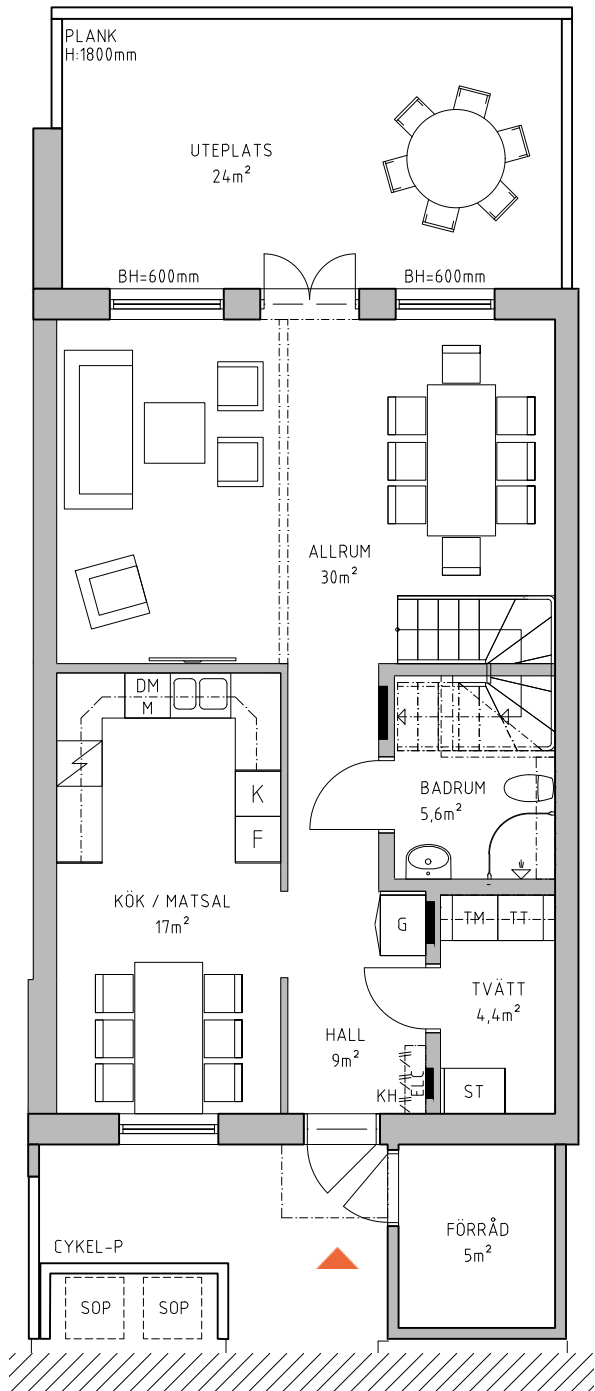 PLANK
H:1800mm
UTEPLATS
24m²
BH=600mm
BH=600mm
ALLRUM
30m²
DM
M
K
F
BADRUM
5,6m²
KÖK / MATSAL
17m²
G
TM
TT
TVÄTT
4,4m²
HALL
9m²
KH
ELC
ST
FÖRRÅD
5m²
CYKEL-P
SOP
SOP